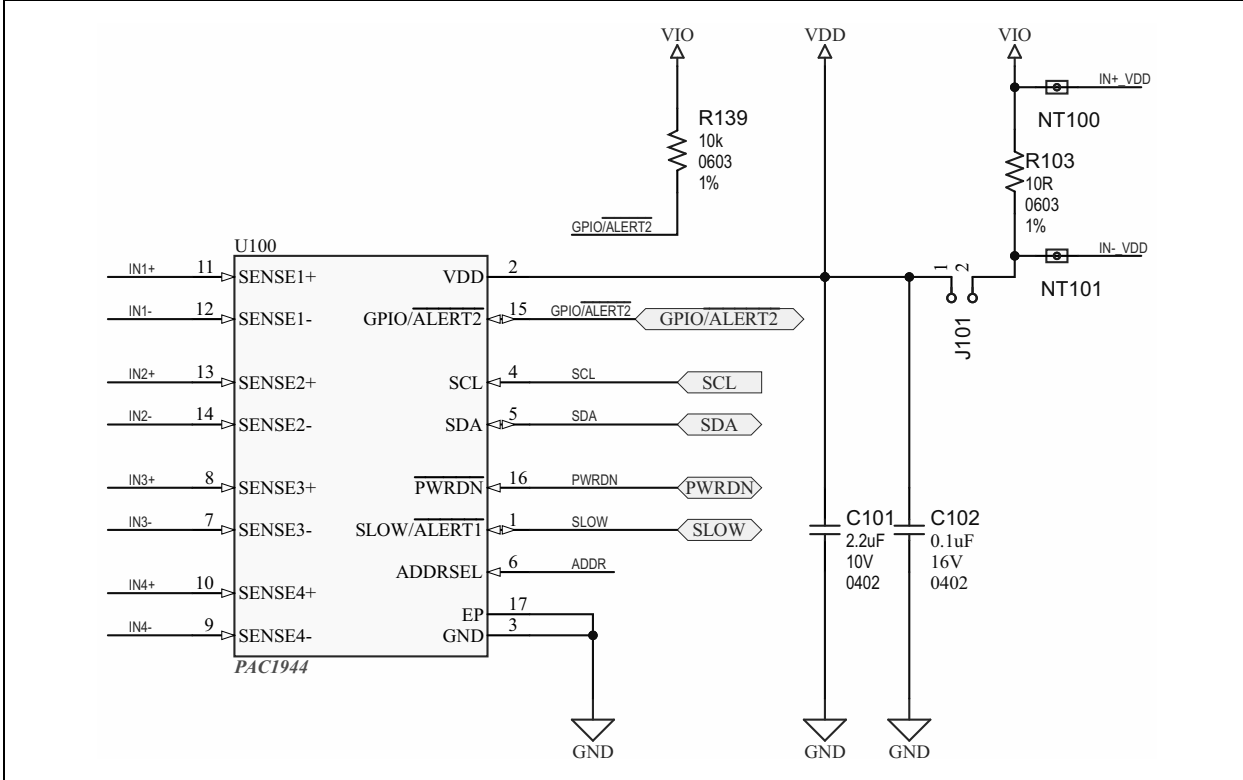 VIO
VDD
VIO
IN+_VDD
NT100
R139
10k
0603
1%
R103
10R
0603
1%
GPIO/ALERT2
IN-_VDD
NT101
U100
IN1+ 11 SENSE1+ VDD 2
1 2
J101
IN1- 12 SENSE1- GPIO/ALERT2 15 GPIO/ALERT2 GPIO/ALERT2
IN2+ 13 SENSE2+ SCL 4 SCL SCL
IN2- 14 SENSE2- SDA 5 SDA SDA
IN3+ 8 SENSE3+ PWRDN 16 PWRDN PWRDN
IN3- 7 SENSE3- SLOW/ALERT1 1 SLOW SLOW
C101
2.2uF
10V
0402
C102
0.1uF
16V
0402
ADDRSEL 6 ADDR
IN4+ 10 SENSE4+
EP 17
IN4- 9 SENSE4- GND 3
PAC1944
GND
GND
GND